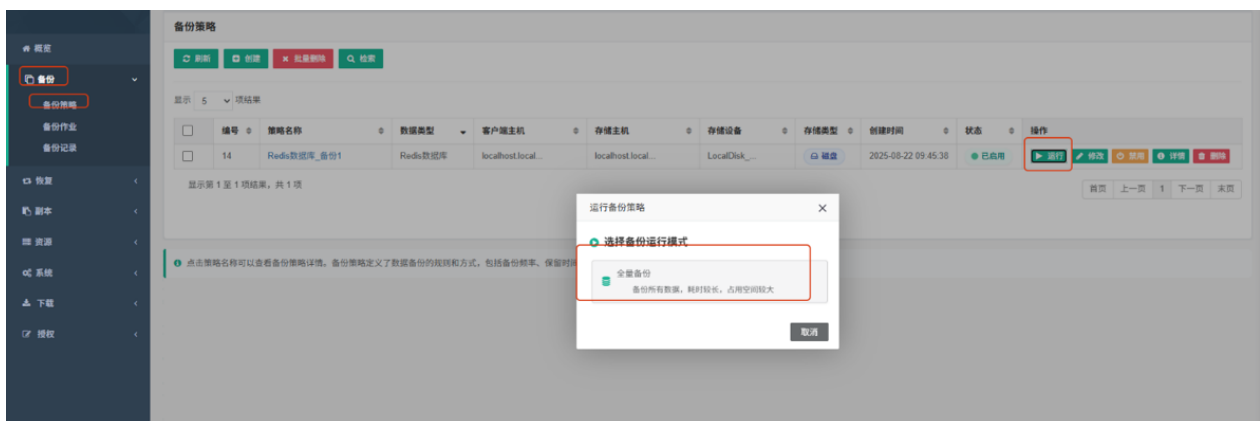 备份策略
概览
备份
备份策略
备份作业
备份记录
恢复
副本
资源
系统
下载
授权
刷新 创建 批量删除 检索
显示 5 项结果
编号 策略名称 数据类型 客户端主机 存储主机 存储设备 存储类型 创建时间 状态 操作
14 Redis数据库_备份1 Redis数据库 localhost.local... localhost.local... LocalDisk_... 磁盘 2025-08-22 09:45:38 已启用 运行 修改 禁用 详情 删除
显示第 1 至 1 项结果，共 1 项
首页 上一页 1 下一页 末页
点击策略名称可以查看备份策略详情。备份策略定义了数据备份的规则和方式，包括备份频率、保留时间
运行备份策略
选择备份运行模式
全量备份
备份所有数据，耗时较长，占用空间较大
取消